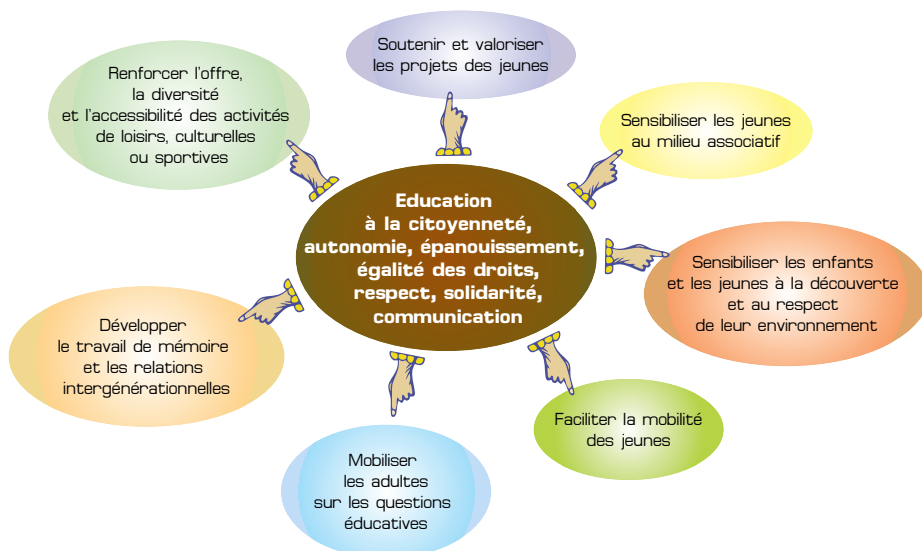 Soutenir et valoriser
les projets des jeunes
Renforcer l'offre,
la diversité
et l'accessibilité des activités
de loisirs, culturelles
ou sportives
Sensibiliser les jeunes
au milieu associatif
Education
à la citoyenneté,
autonomie, épanouissement,
égalité des droits,
respect, solidarité,
communication
Sensibiliser les enfants
et les jeunes à la découverte
et au respect
de leur environnement
Développer
le travail de mémoire
et les relations
intergénérationnelles
Faciliter la mobilité
des jeunes
Mobiliser
les adultes
sur les questions
éducatives